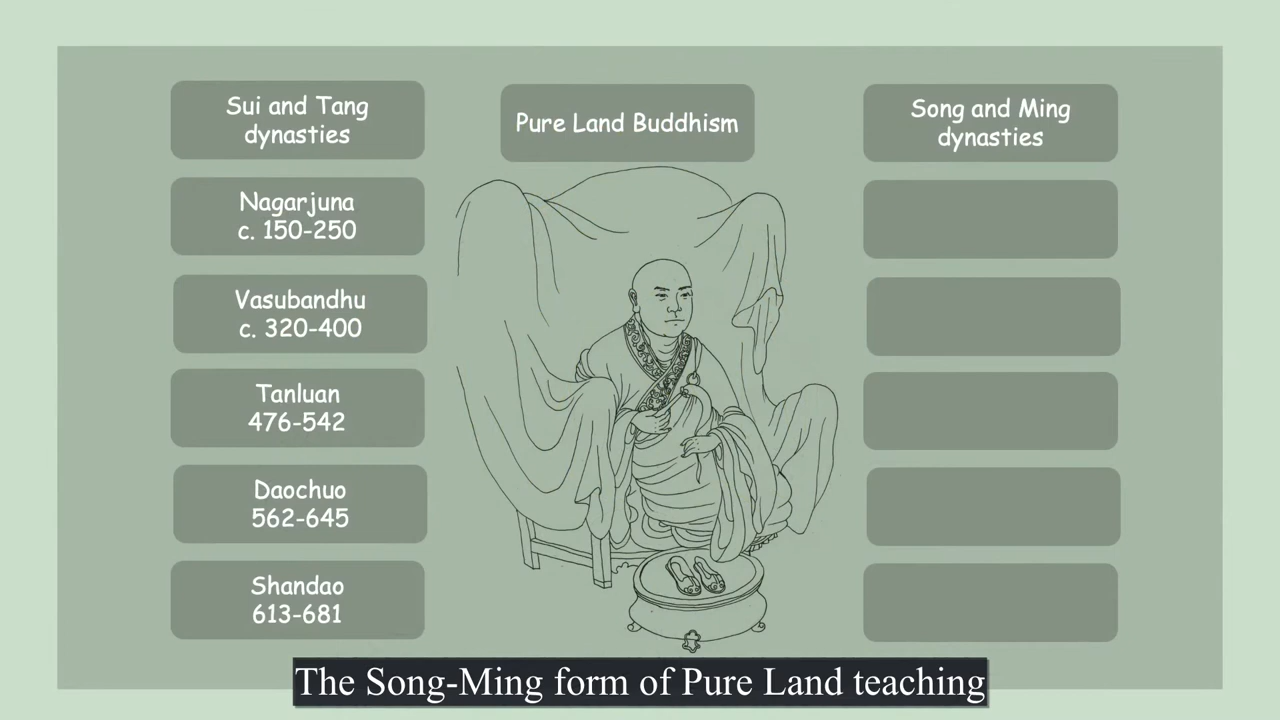 Sui and Tang
dynasties
Pure Land Buddhism
Song and Ming
dynasties
Nagarjuna
c. 150-250
Vasubandhu
c. 320-400
Tanluan
476-542
Daochuo
562-645
Shandao
613-681
The Song-Ming form of Pure Land teaching